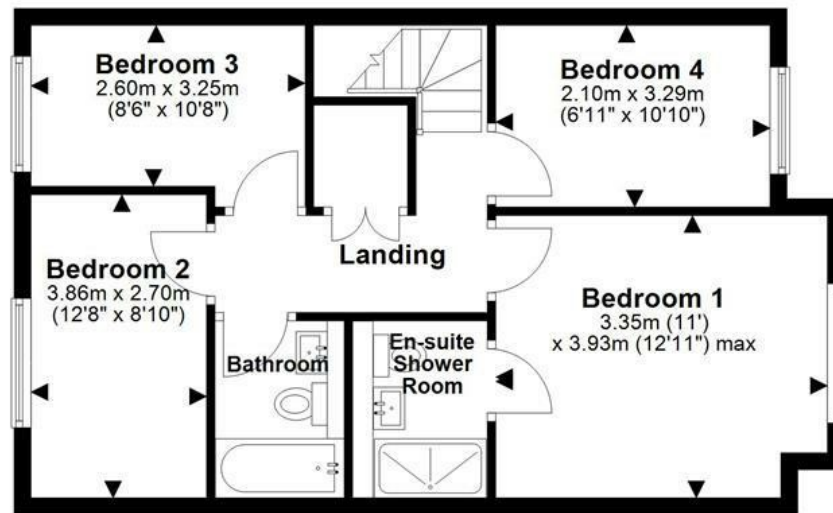 Bedroom 3
2.60m x 3.25m
(8'6" x 10'8")
Bedroom 4
2.10m x 3.29m
(6'11" x 10'10")
Landing
Bedroom 2
3.86m x 2.70m
(12'8" x 8'10")
Bedroom 1
3.35m (11')
x 3.93m (12'11") max
Bathroom
En-suite
Shower
Room